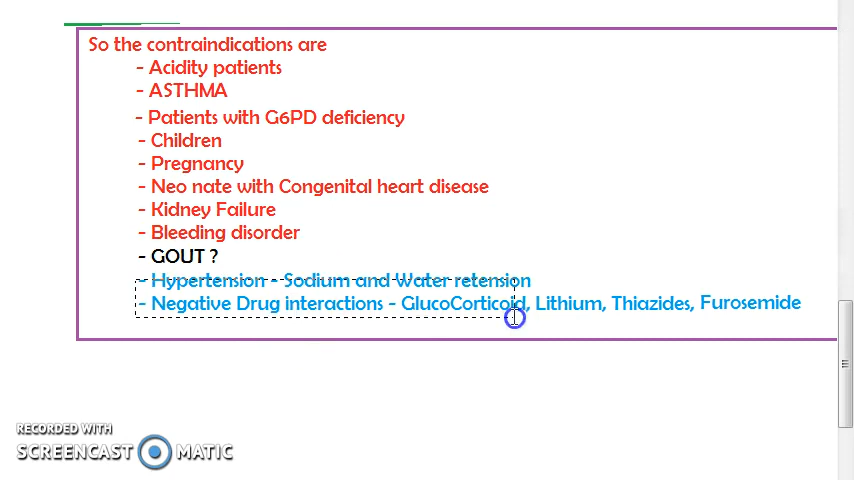 So the contraindications are
- Acidity patients
- ASTHMA
- Patients with G6PD deficiency
- Children
- Pregnancy
- Neo nate with Congenital heart disease
- Kidney Failure
- Bleeding disorder
- GOUT ?
- Hypertension - Sodium and Water retension
- Negative Drug interactions - GlucoCorticoid, Lithium, Thiazides, Furosemide
RECORDED WITH
SCREENCAST MATIC